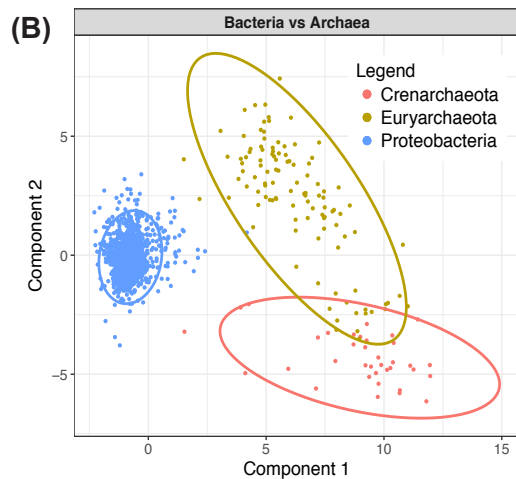 (B)
Bacteria vs Archaea
Legend
Crenarchaeota
Euryarchaeota
Proteobacteria
Component 2
5
0
−5
0
5
10
15
Component 1